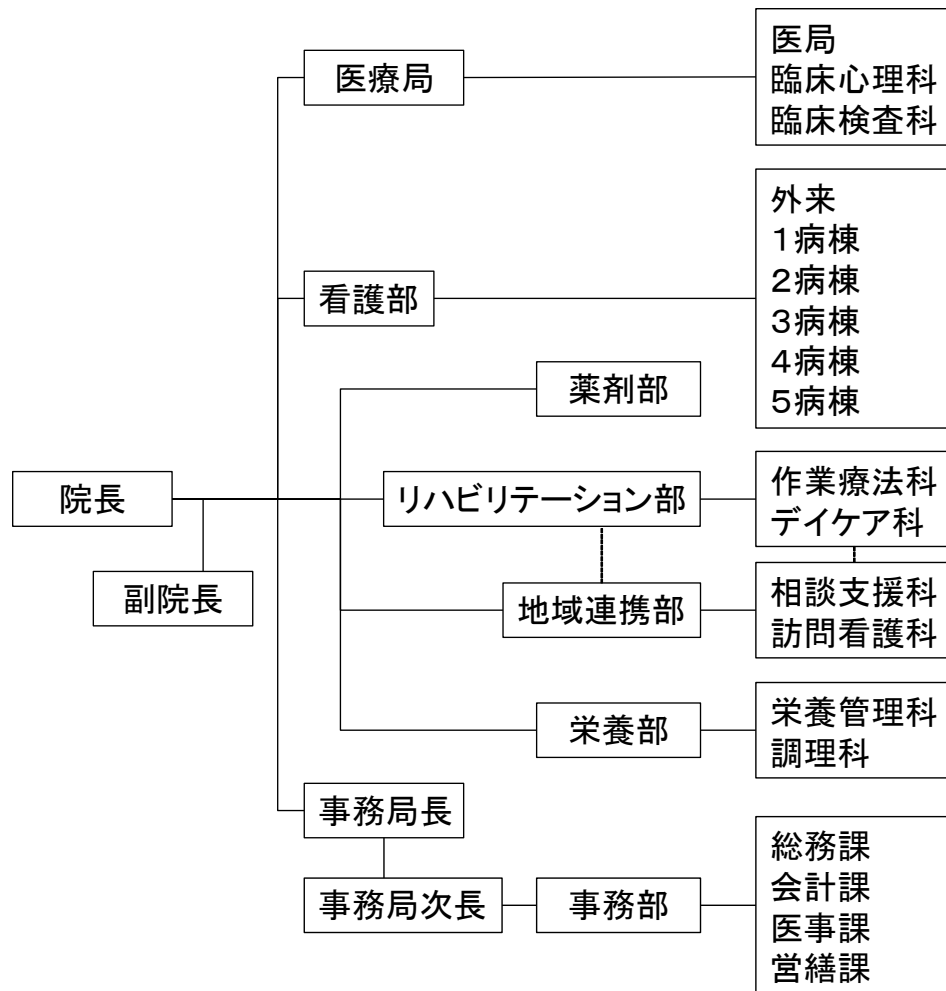 医療局
医局
臨床心理科
臨床検査科
看護部
外来
１病棟
２病棟
３病棟
４病棟
５病棟
薬剤部
院長
副院長
リハビリテーション部
作業療法科
デイケア科
地域連携部
相談支援科
訪問看護科
栄養部
栄養管理科
調理科
事務局長
事務局次長
事務部
総務課
会計課
医事課
営繕課